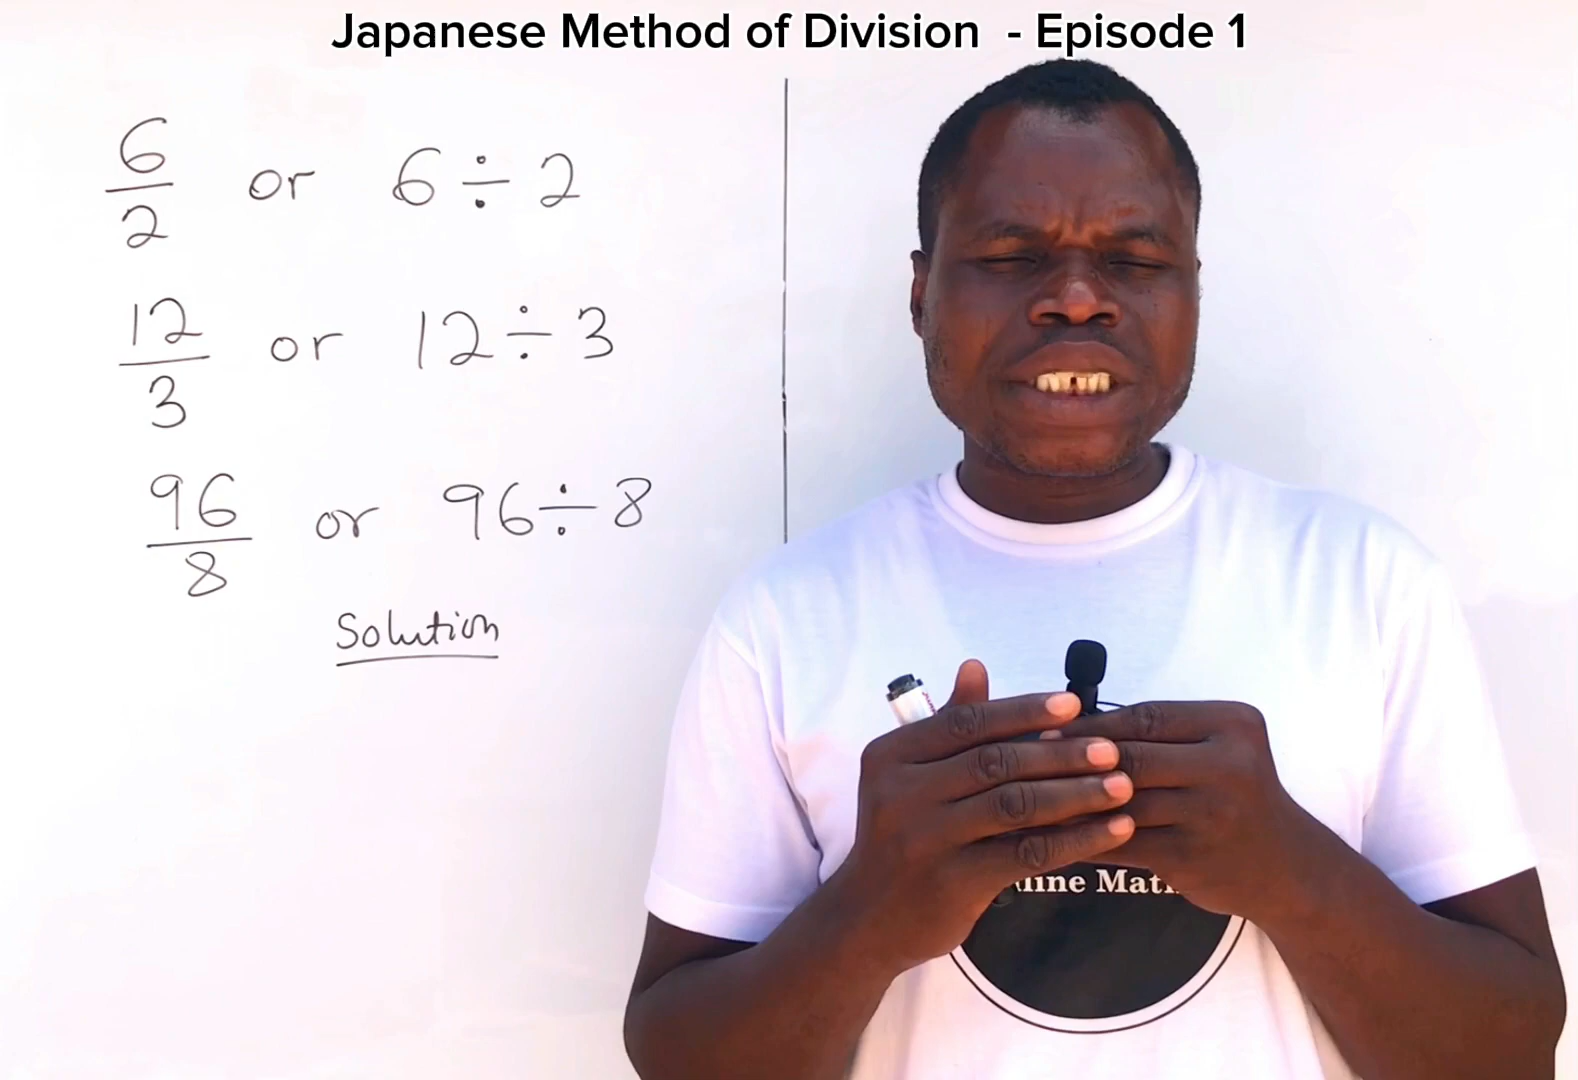 Japanese Method of Division - Episode 1
6/2 or 6 ÷ 2
12/3 or 12 ÷ 3
96/8 or 96 ÷ 8
Solution